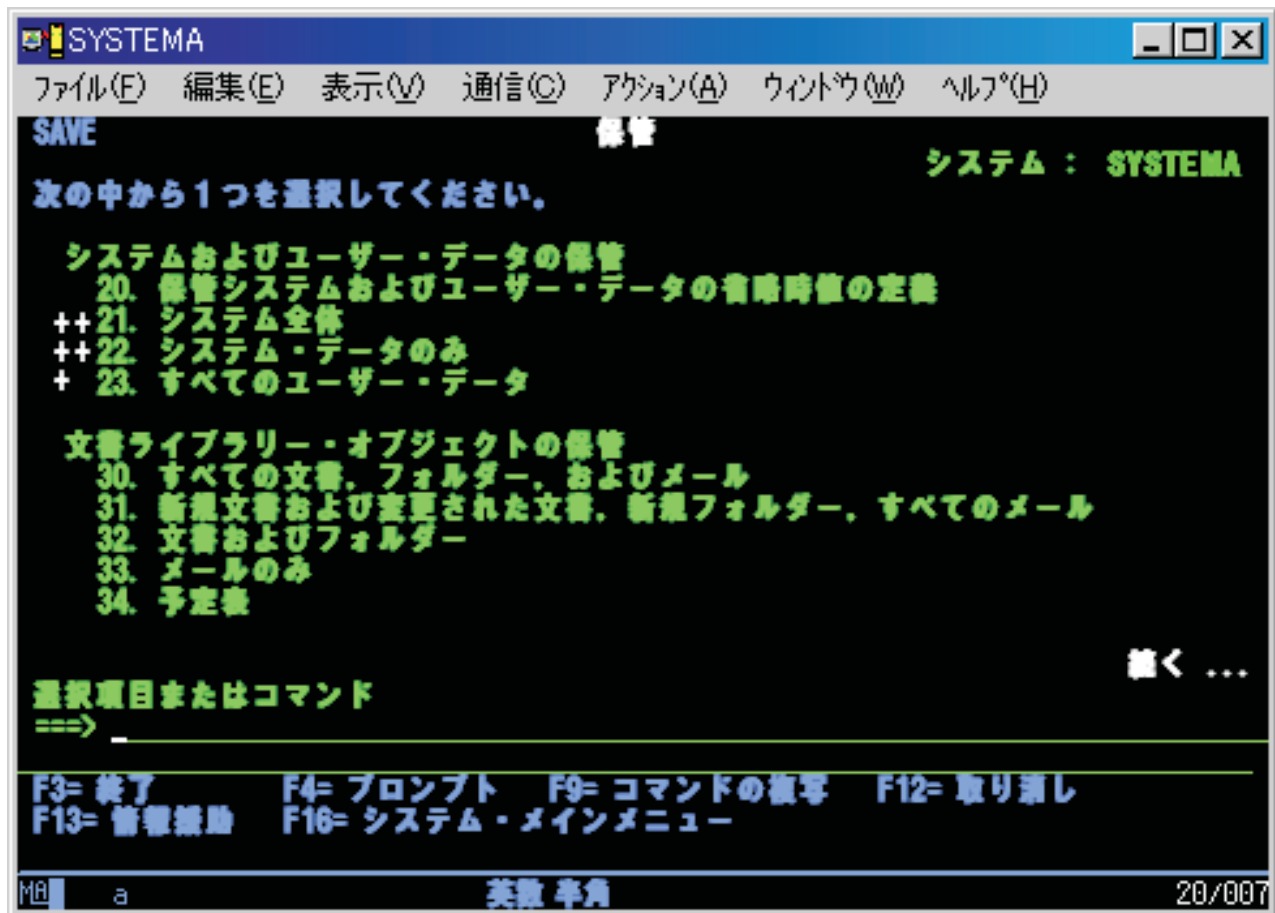 SYSTEMA
ファイル(F) 編集(E) 表示(V) 通信(C) アクション(A) ウィンドウ(W) ヘルプ(H)
SAVE 保管
システム： SYSTEMA
次の中から１つを選択してください．
システムおよびユーザー・データの保管
20. 保管システムおよびユーザー・データの省略時値の定義
++21. システム全体
++22. システム・データのみ
+ 23. すべてのユーザー・データ
文書ライブラリー・オブジェクトの保管
30. すべての文書，フォルダー，およびメール
31. 新規文書および変更された文書，新規フォルダー，すべてのメール
32. 文書およびフォルダー
33. メールのみ
34. 予定表
続く ...
選択項目またはコマンド
===> _
F3= 終了 F4= プロンプト F9= コマンドの複写 F12= 取り消し
F13= 情報援助 F16= システム・メインメニュー
MA a 英数 半角 20/007